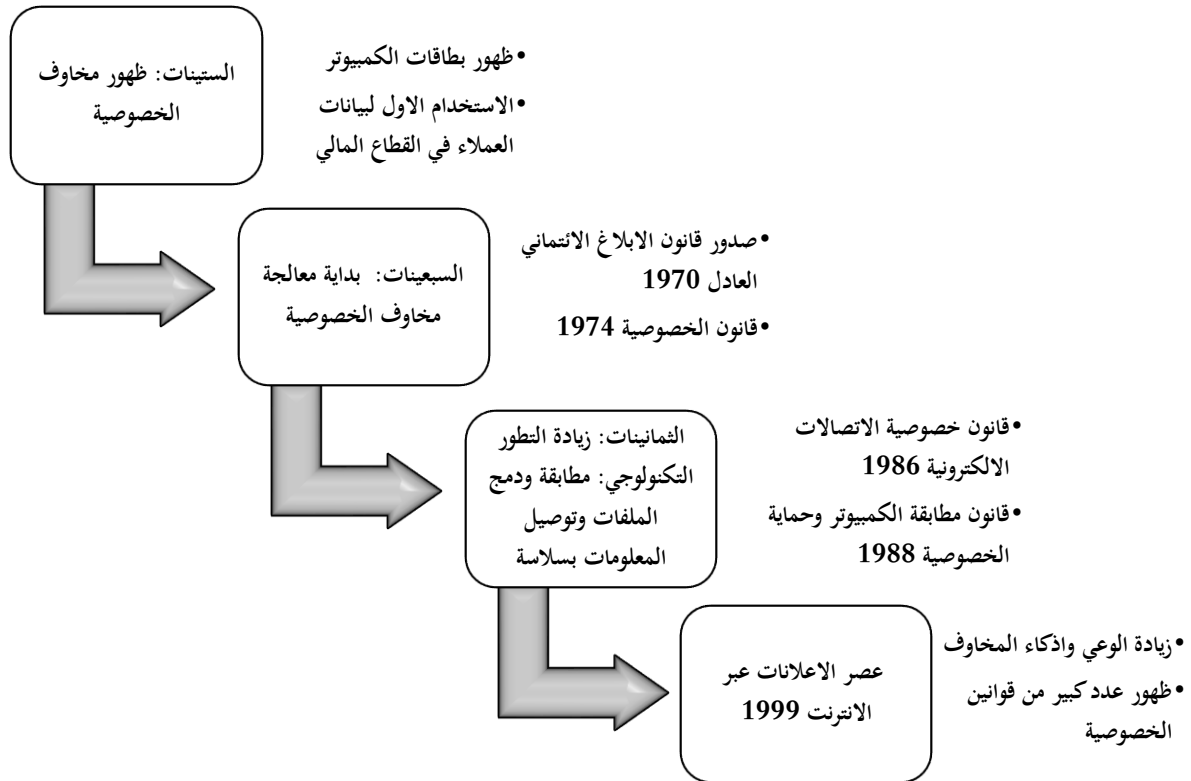 الستينات: ظهور مخاوف
الخصوصية
•ظهور بطاقات الكمبيوتر
•الاستخدام الاول لبيانات
العملاء في القطاع المالي
السبعينات: بداية معالجة
مخاوف الخصوصية
•صدور قانون الابلاغ الائتماني
العادل 1970
•قانون الخصوصية 1974
الثمانينات: زيادة التطور
التكنولوجي: مطابقة ودمج
الملفات وتوصيل
المعلومات بسلاسة
•قانون خصوصية الاتصالات
الالكترونية 1986
•قانون مطابقة الكمبيوتر وحماية
الخصوصية 1988
عصر الاعلانات عبر
الانترنت 1999
•زيادة الوعي واذكاء المخاوف
•ظهور عدد كبير من قوانين
الخصوصية